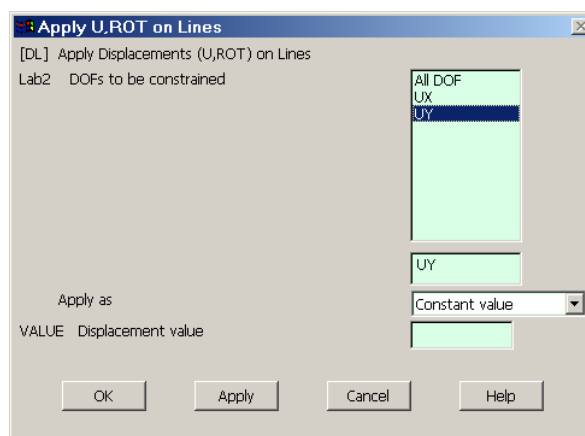 Apply U,ROT on Lines
[DL] Apply Displacements (U,ROT) on Lines
Lab2 DOFs to be constrained
All DOF
UX
UY
UY
Apply as
Constant value
VALUE Displacement value
OK Apply Cancel Help